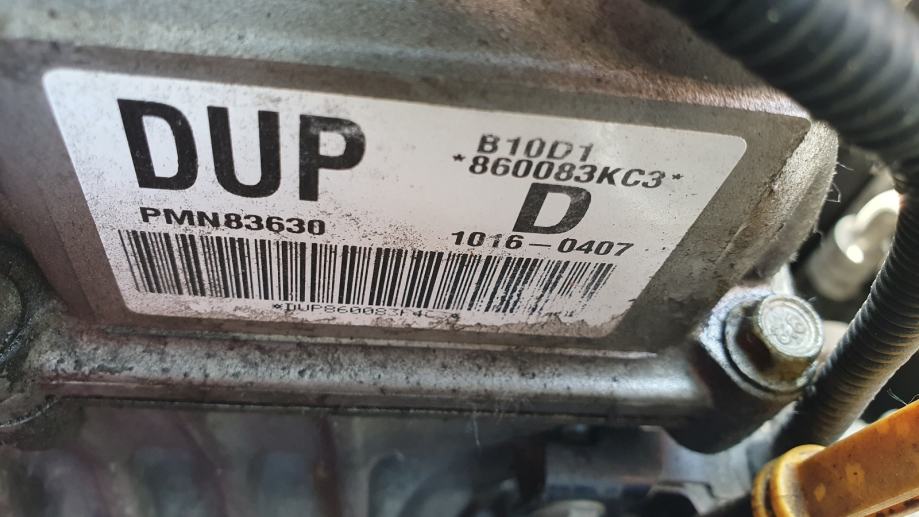 DUP
B10D1
*860083KC3*
D
PMN83630
1016-0407